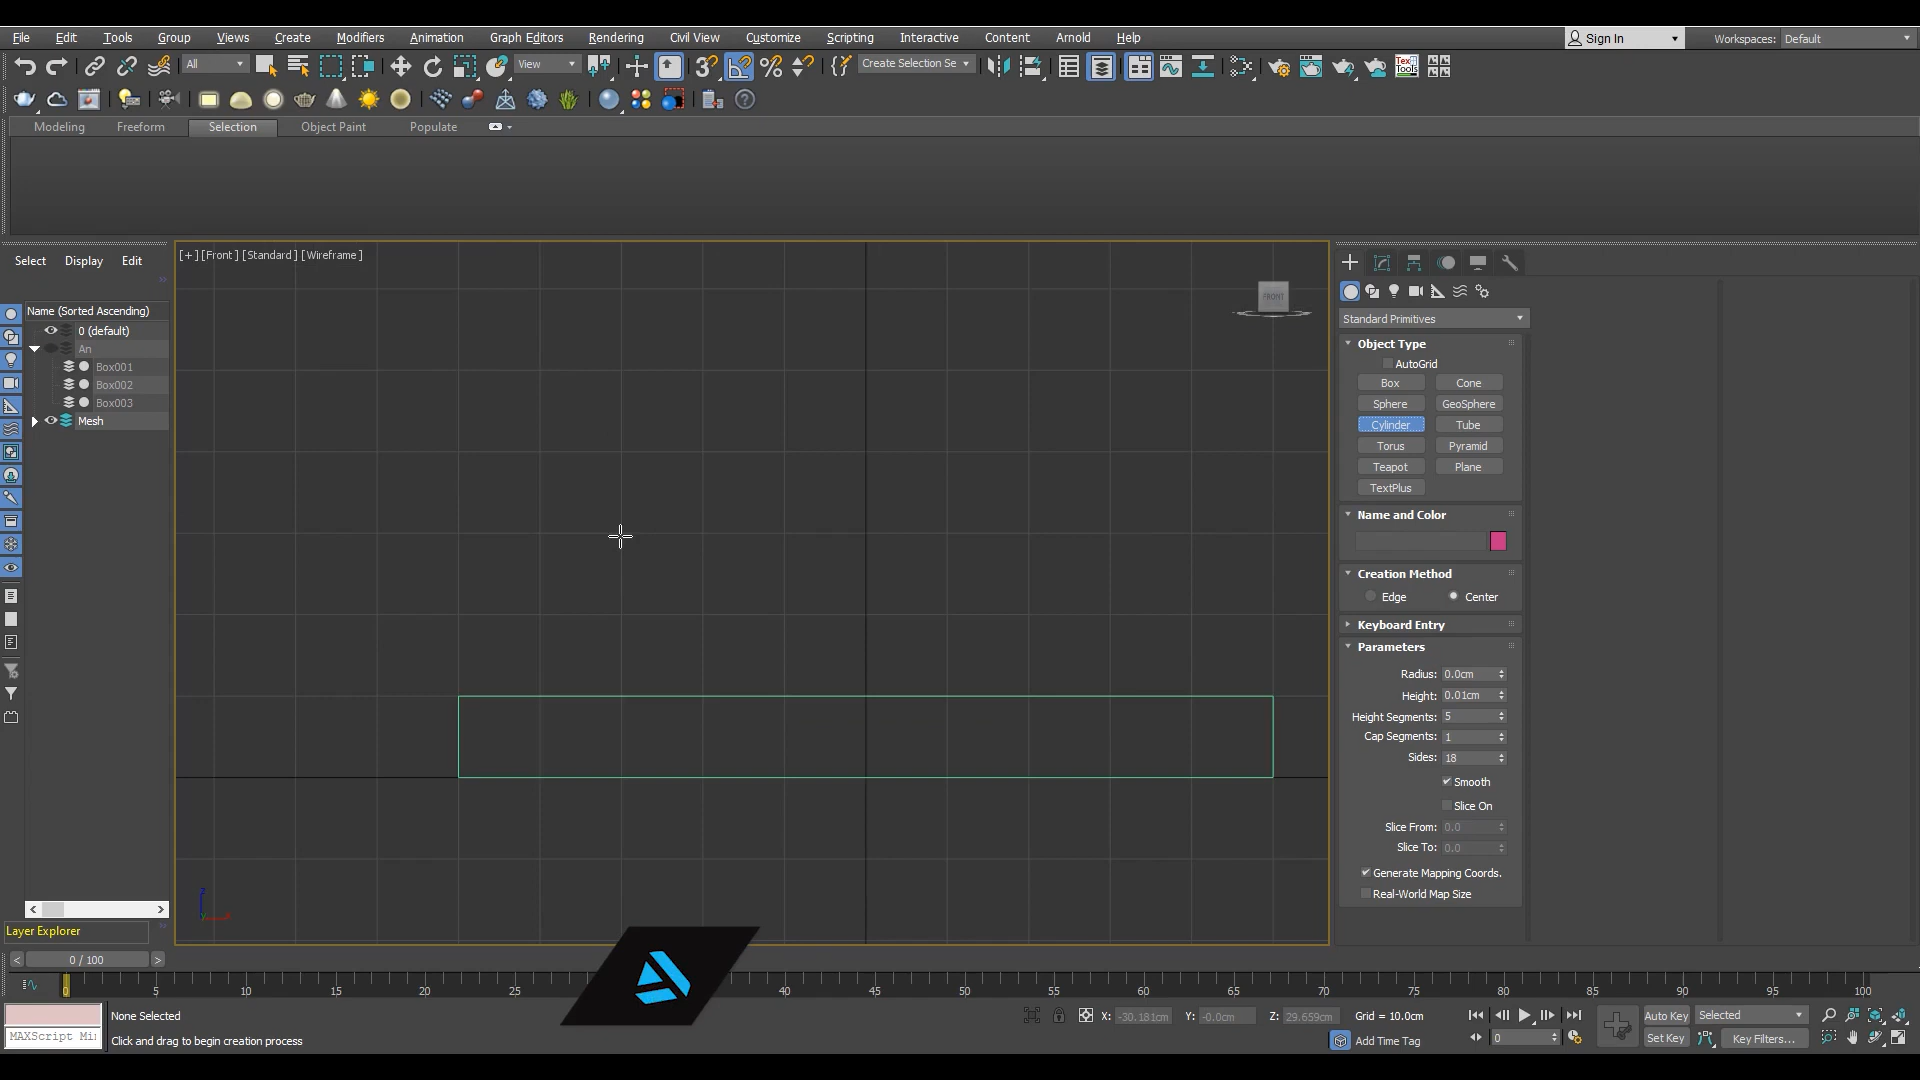 File Edit Tools Group Views Create Modifiers Animation Graph Editors Rendering Civil View Customize Scripting Interactive Content Arnold Help Sign In Workspaces: Default
All View Create Selection Se
Modeling Freeform Selection Object Paint Populate
Select Display Edit
[+] [Front] [Standard] [Wireframe]
FRONT
Name (Sorted Ascending)
0 (default)
An
Box001
Box002
Box003
Mesh
Standard Primitives
Object Type
AutoGrid
Box Cone
Sphere GeoSphere
Cylinder Tube
Torus Pyramid
Teapot Plane
TextPlus
Name and Color
Creation Method
Edge Center
Keyboard Entry
Parameters
Radius: 0.0cm
Height: 0.01cm
Height Segments: 5
Cap Segments: 1
Sides: 18
Smooth
Slice On
Slice From: 0.0
Slice To: 0.0
Generate Mapping Coords.
Real-World Map Size
z
x
Layer Explorer
< 0 / 100 >
0 5 10 15 20 25 40 45 50 55 60 65 70 75 80 85 90 95 100
None Selected X: -30.181cm Y: -0.0cm Z: 29.659cm Grid = 10.0cm Auto Key Selected
MAXScript Mi Click and drag to begin creation process Add Time Tag 0 Set Key Key Filters...